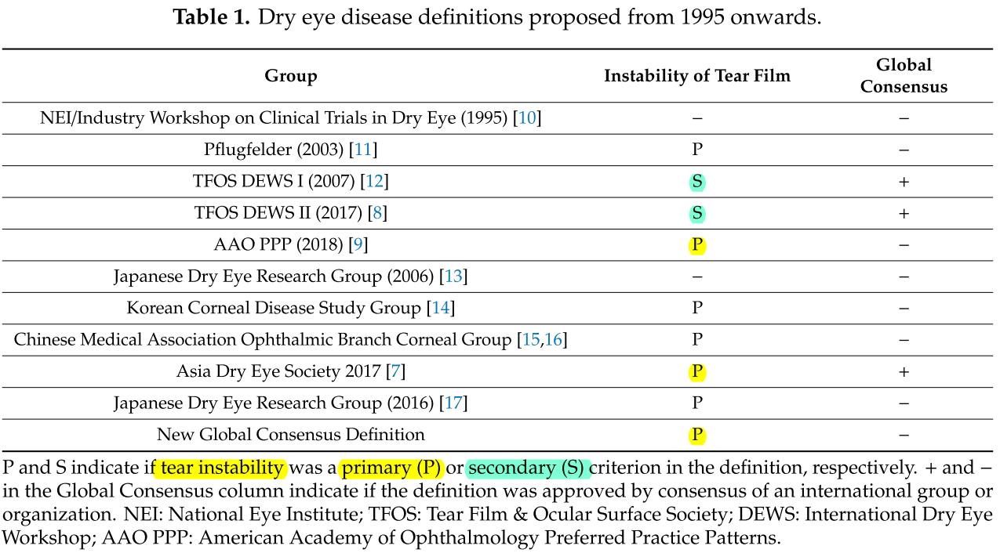 Table 1. Dry eye disease definitions proposed from 1995 onwards.
Group Instability of Tear Film Global Consensus
NEI/Industry Workshop on Clinical Trials in Dry Eye (1995) [10] – –
Pflugfelder (2003) [11] P –
TFOS DEWS I (2007) [12] S +
TFOS DEWS II (2017) [8] S +
AAO PPP (2018) [9] P –
Japanese Dry Eye Research Group (2006) [13] – –
Korean Corneal Disease Study Group [14] P –
Chinese Medical Association Ophthalmic Branch Corneal Group [15,16] P –
Asia Dry Eye Society 2017 [7] P +
Japanese Dry Eye Research Group (2016) [17] P –
New Global Consensus Definition P –
P and S indicate if tear instability was a primary (P) or secondary (S) criterion in the definition, respectively. + and –
in the Global Consensus column indicate if the definition was approved by consensus of an international group or
organization. NEI: National Eye Institute; TFOS: Tear Film & Ocular Surface Society; DEWS: International Dry Eye
Workshop; AAO PPP: American Academy of Ophthalmology Preferred Practice Patterns.